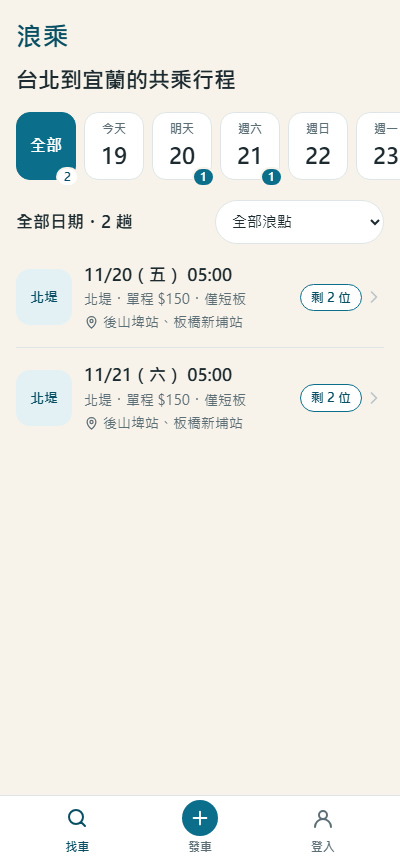 浪乘
台北到宜蘭的共乘行程
全部
2
今天
19
明天
20
1
週六
21
1
週日
22
週一
23
全部日期·2 趟
全部浪點
北堤
11/20（五）05:00
北堤·單程 $150·僅短板
後山埤站、板橋新埔站
剩 2 位
北堤
11/21（六）05:00
北堤·單程 $150·僅短板
後山埤站、板橋新埔站
剩 2 位
找車
發車
登入